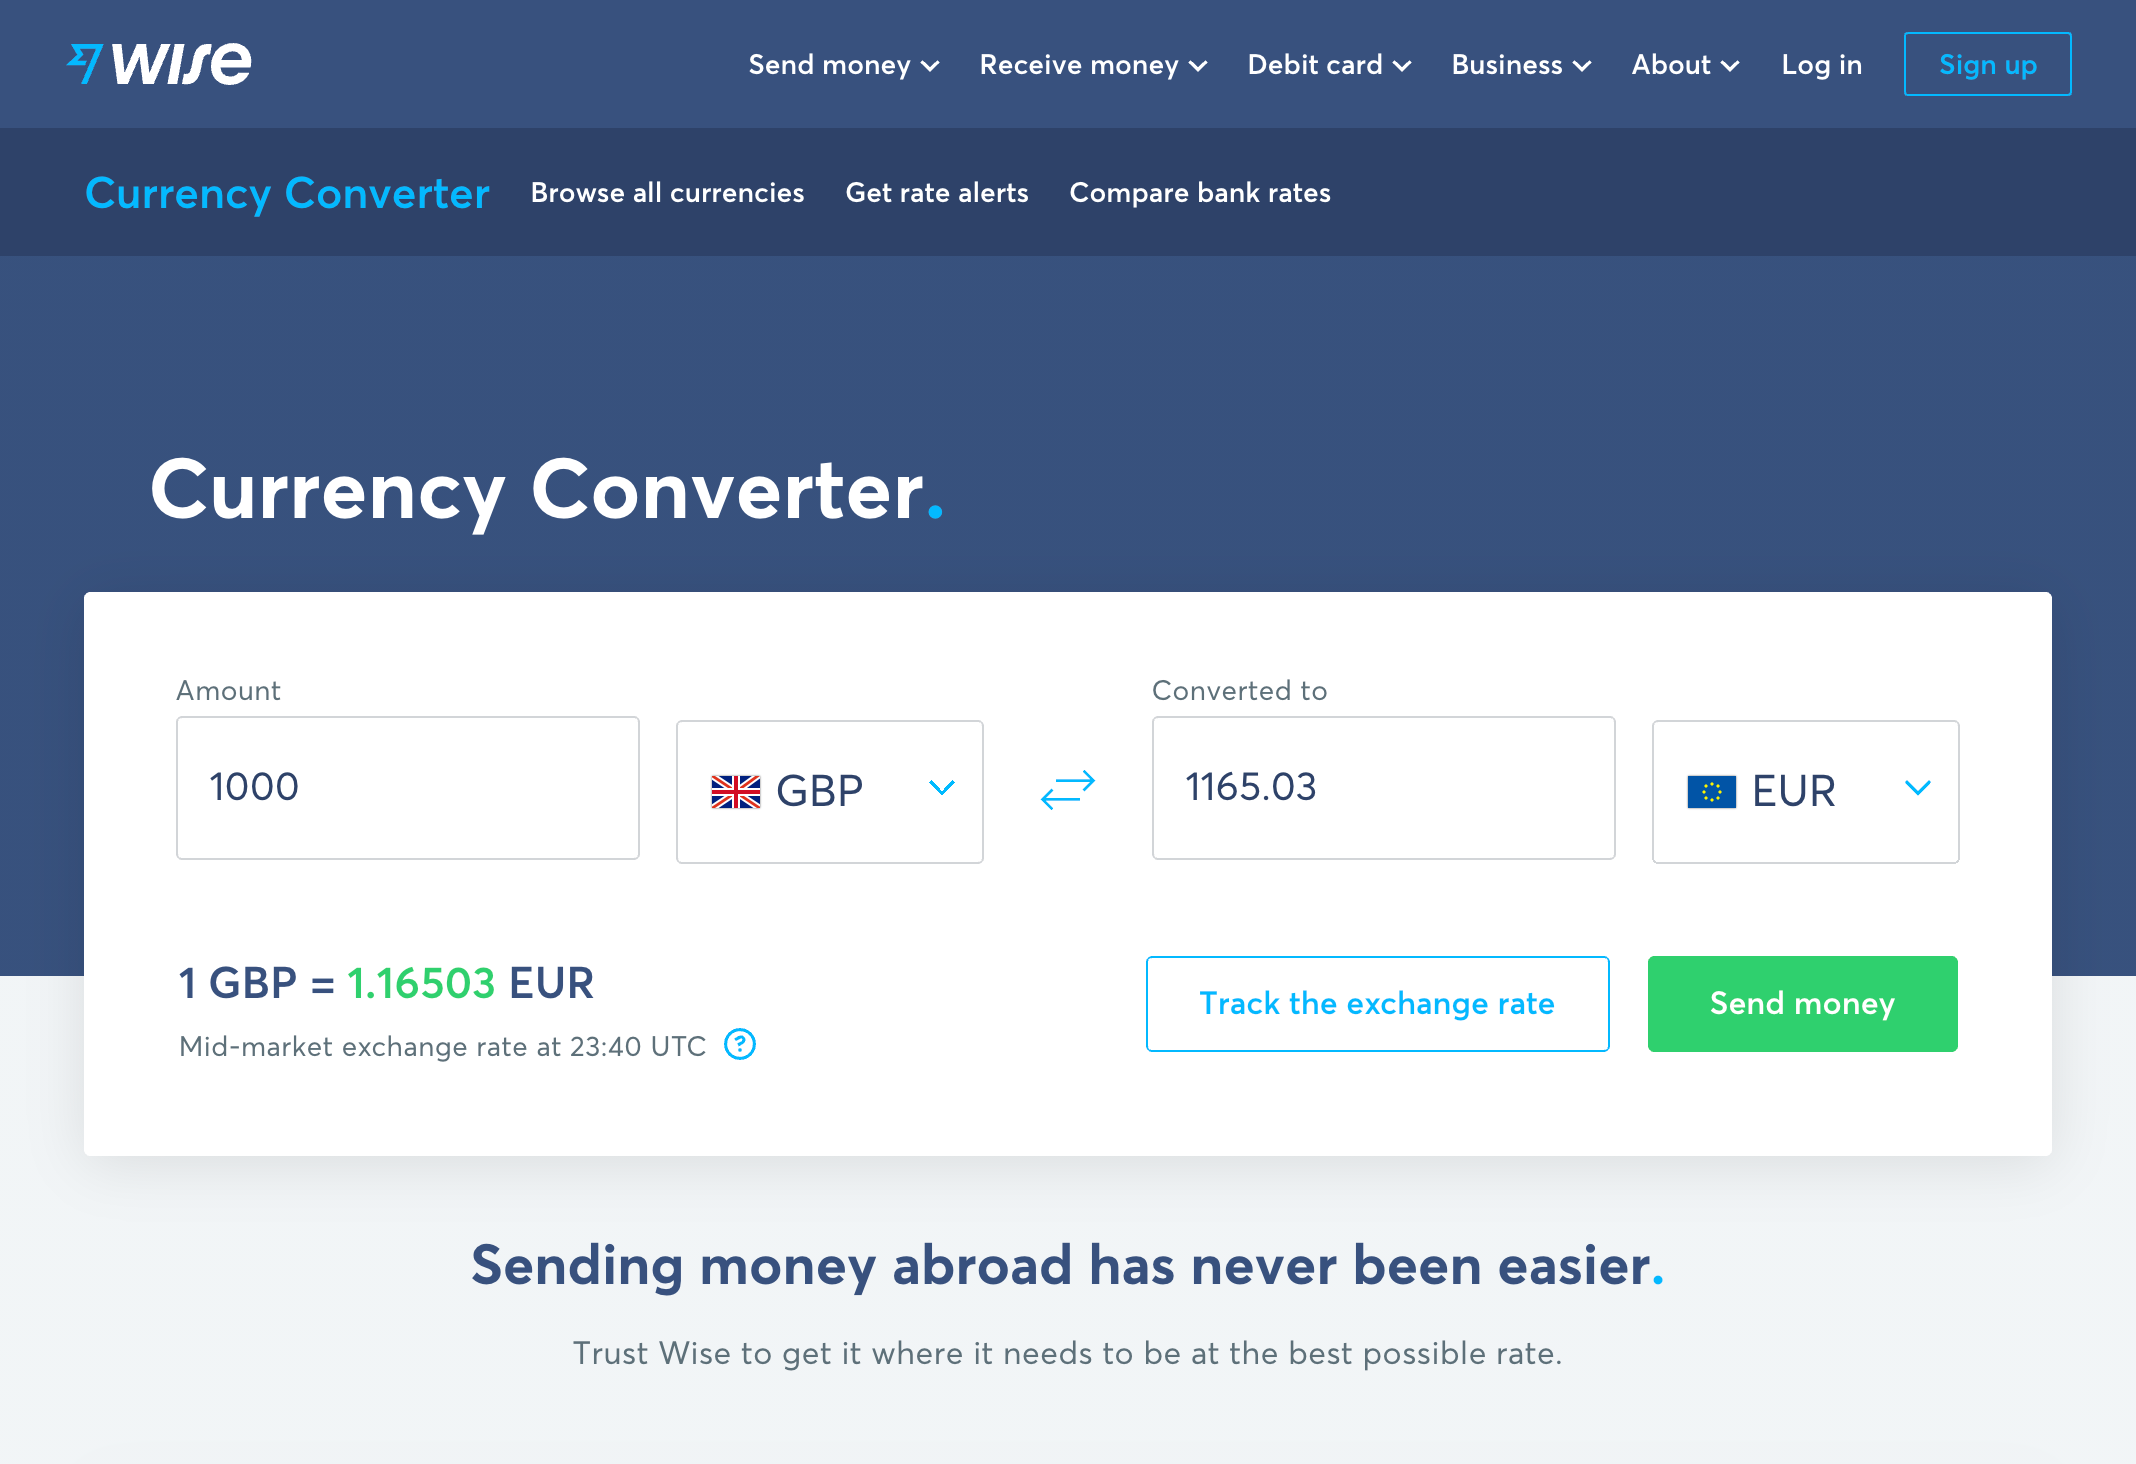 wise
Send money Receive money Debit card Business About Log in Sign up
Currency Converter Browse all currencies Get rate alerts Compare bank rates
Currency Converter.
Amount Converted to
1000 GBP 1165.03 EUR
1 GBP = 1.16503 EUR
Track the exchange rate Send money
Mid-market exchange rate at 23:40 UTC ?
Sending money abroad has never been easier.
Trust Wise to get it where it needs to be at the best possible rate.